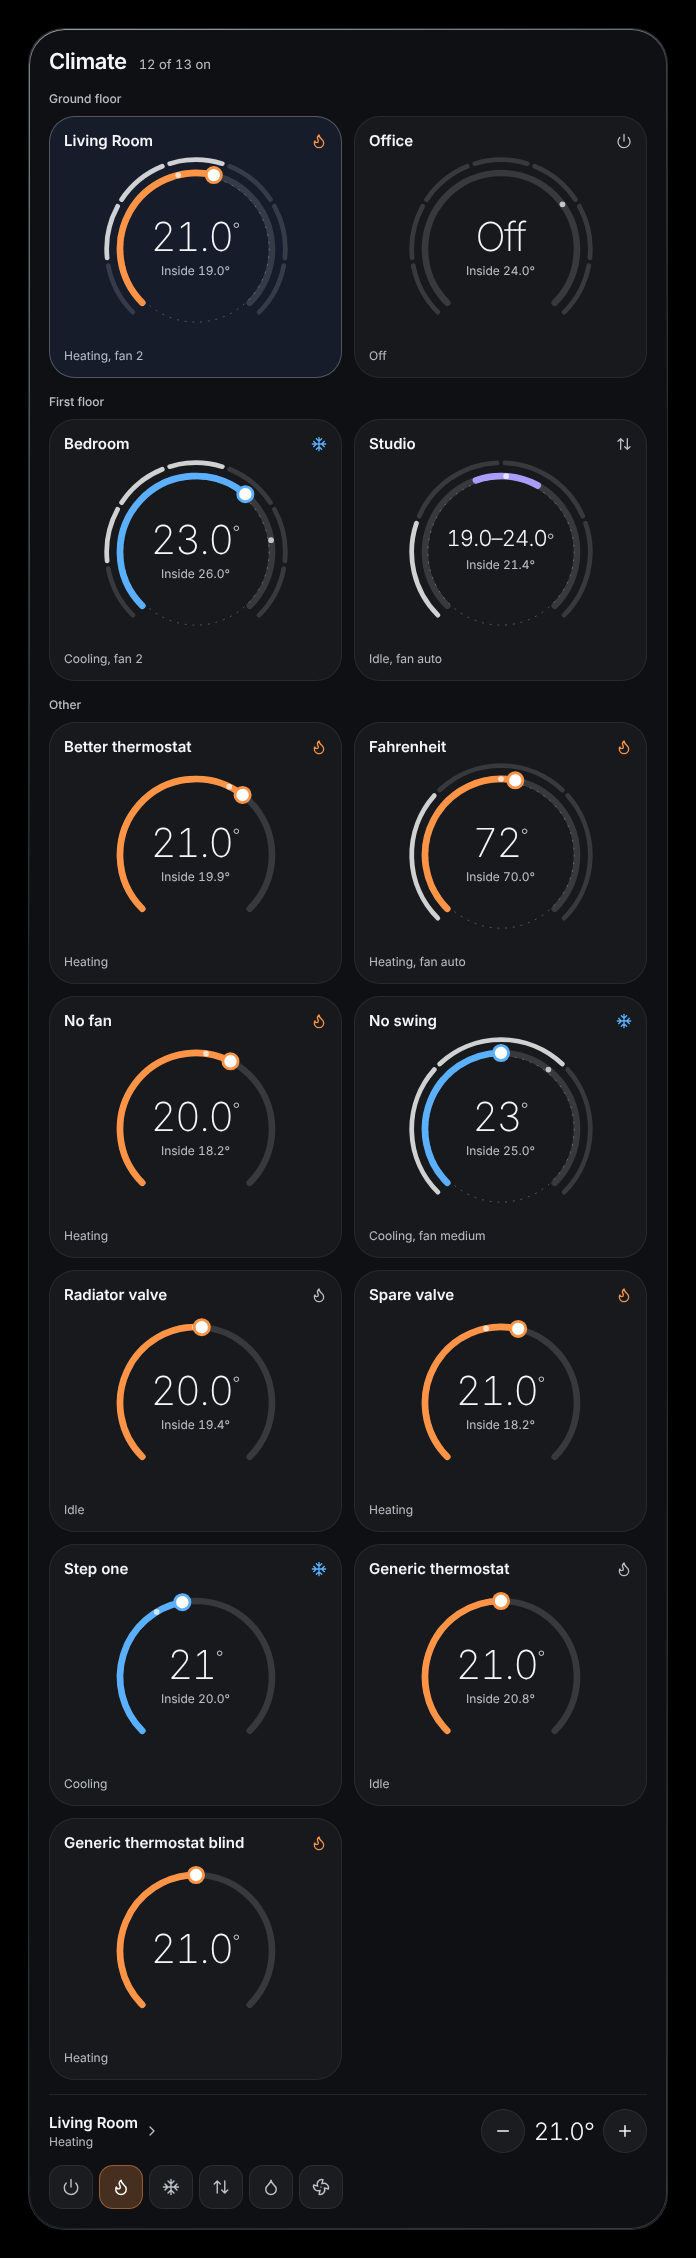 Climate 12 of 13 on
Ground floor
Living Room
21.0°
Inside 19.0°
Heating, fan 2
Office
Off
Inside 24.0°
Off
First floor
Bedroom
23.0°
Inside 26.0°
Cooling, fan 2
Studio
19.0–24.0°
Inside 21.4°
Idle, fan auto
Other
Better thermostat
21.0°
Inside 19.9°
Heating
Fahrenheit
72°
Inside 70.0°
Heating, fan auto
No fan
20.0°
Inside 18.2°
Heating
No swing
23°
Inside 25.0°
Cooling, fan medium
Radiator valve
20.0°
Inside 19.4°
Idle
Spare valve
21.0°
Inside 18.2°
Heating
Step one
21°
Inside 20.0°
Cooling
Generic thermostat
21.0°
Inside 20.8°
Idle
Generic thermostat blind
21.0°
Heating
Living Room
Heating
21.0°